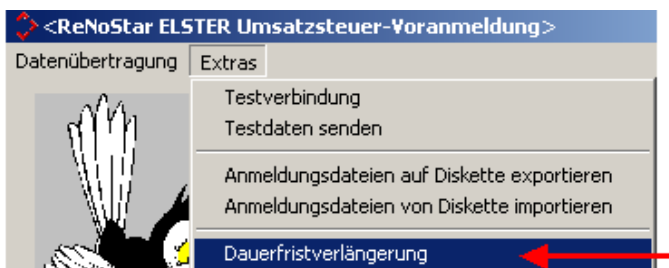 <ReNoStar ELSTER Umsatzsteuer-Voranmeldung>
Datenübertragung Extras
Testverbindung
Testdaten senden
Anmeldungsdateien auf Diskette exportieren
Anmeldungsdateien von Diskette importieren
Dauerfristverlängerung